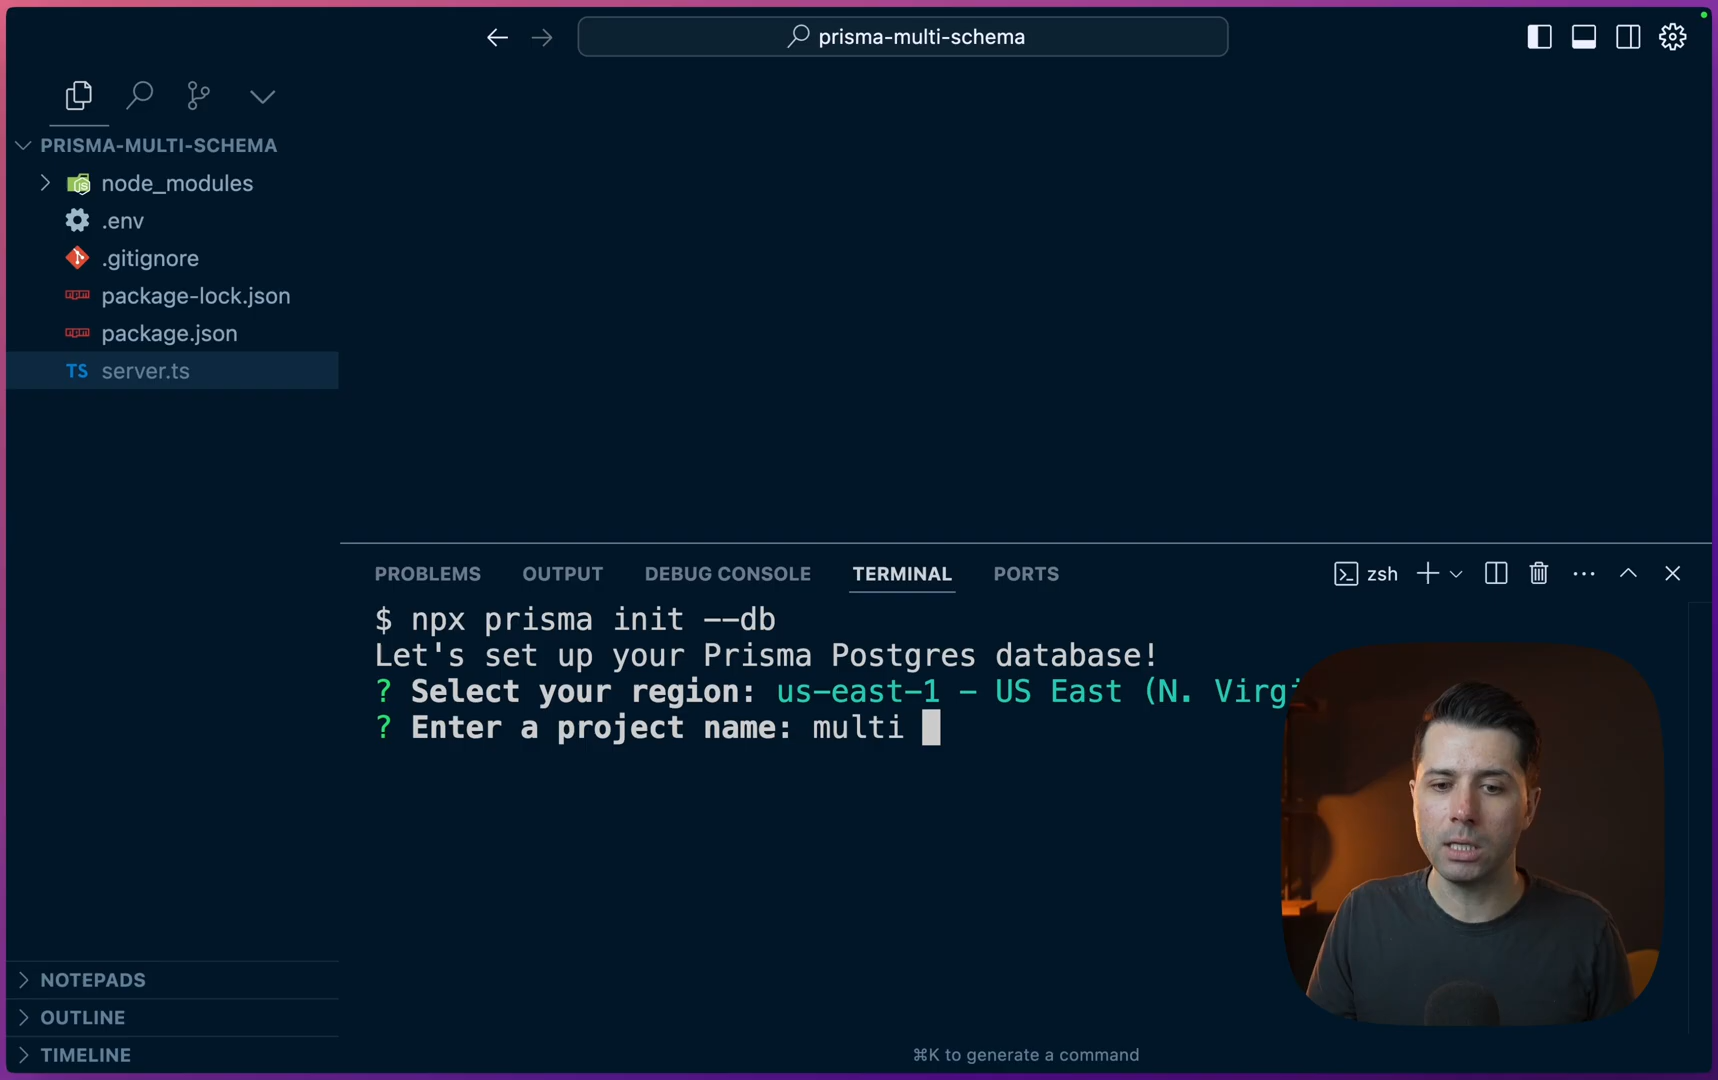 prisma-multi-schema
PRISMA-MULTI-SCHEMA
node_modules
.env
.gitignore
package-lock.json
package.json
TS server.ts
NOTEPADS
OUTLINE
TIMELINE
PROBLEMS OUTPUT DEBUG CONSOLE TERMINAL PORTS zsh
$ npx prisma init --db
Let's set up your Prisma Postgres database!
? Select your region: us-east-1 - US East (N. Virgi
? Enter a project name: multi
⌘K to generate a command